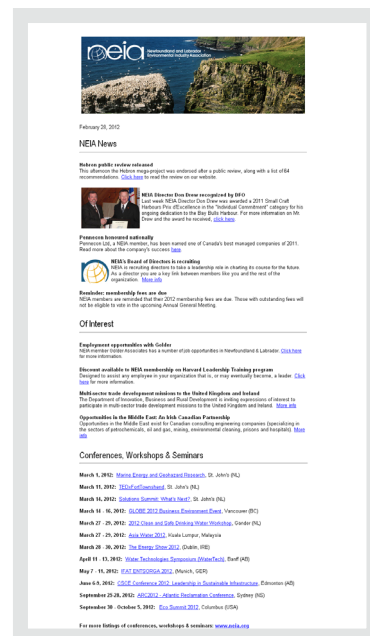 neia Newfoundland and Labrador
Environmental Industry Association
February 28, 2012
NEIA News
Hebron public review released
This afternoon the Hebron mega-project was endorsed after a public review, along with a list of 64
recommendations. Click here to read the review on our website.
NEIA Director Don Drew recognized by DFO
Last week NEIA Director Don Drew was awarded a 2011 Small Craft
Harbours Prix d'Excellence in the "Individual Commitment" category for his
ongoing dedication to the Bay Bulls Harbour. For more information on Mr.
Drew and the award he received, click here.
Pennecon honoured nationally
Pennecon Ltd, a NEIA member, has been named one of Canada's best managed companies of 2011.
Read more about the company's success here.
NEIA's Board of Directors is recruiting
NEIA is recruiting directors to take a leadership role in charting its course for the future.
As a director you are a key link between members like you and the rest of the
organization. More info
Reminder: membership fees are due
NEIA members are reminded that their 2012 membership fees are due. Those with outstanding fees will
not be eligible to vote in the upcoming Annual General Meeting.
Of Interest
Employment opportunities with Golder
NEIA member Golder Associates has a number of job opportunities in Newfoundland & Labrador. Click here
for more information.
Discount available to NEIA membership on Harvard Leadership Training program
Designed to assist any employee in your organization that is, or may eventually become, a leader. Click
here for more information.
Multi-sector trade development missions to the United Kingdom and Ireland
The Department of Innovation, Business and Rural Development is inviting expressions of interest to
participate in multi-sector trade development missions to the United Kingdom and Ireland. More info
Opportunities in the Middle East: An Irish Canadian Partnership
Opportunities in the Middle East exist for Canadian consulting engineering companies (specializing in
the sectors of petrochemicals, oil and gas, mining, environmental cleaning, prisons and hospitals). More
info
Conferences, Workshops & Seminars
March 1, 2012: Marine Energy and Geohazard Research, St. John's (NL)
March 11, 2012: TEDxFortTownshend, St. John's (NL)
March 14, 2012: Solutions Summit: What's Next?, St. John's (NL)
March 14 - 16, 2012: GLOBE 2012 Business Environment Event, Vancouver (BC)
March 27 - 29, 2012: 2012 Clean and Safe Drinking Water Workshop, Gander (NL)
March 27 - 29, 2012: Asia Water 2012, Kuala Lumpur, Malaysia
March 28 - 30, 2012: The Energy Show 2012, (Dublin, IRE)
April 11 - 13, 2012: Water Technologies Symposium (WaterTech), Banff (AB)
May 7 - 11, 2012: IFAT ENTSORGA 2012, (Munich, GER)
June 6-9, 2012: CSCE Conference 2012: Leadership in Sustainable Infrastructure, Edmonton (AB)
September 25-28, 2012: ARC2012 - Atlantic Reclamation Conference, Sydney (NS)
September 30 - October 5, 2012: Eco Summit 2012, Columbus (USA)
For more listings of conferences, workshops & seminars: www.neia.org